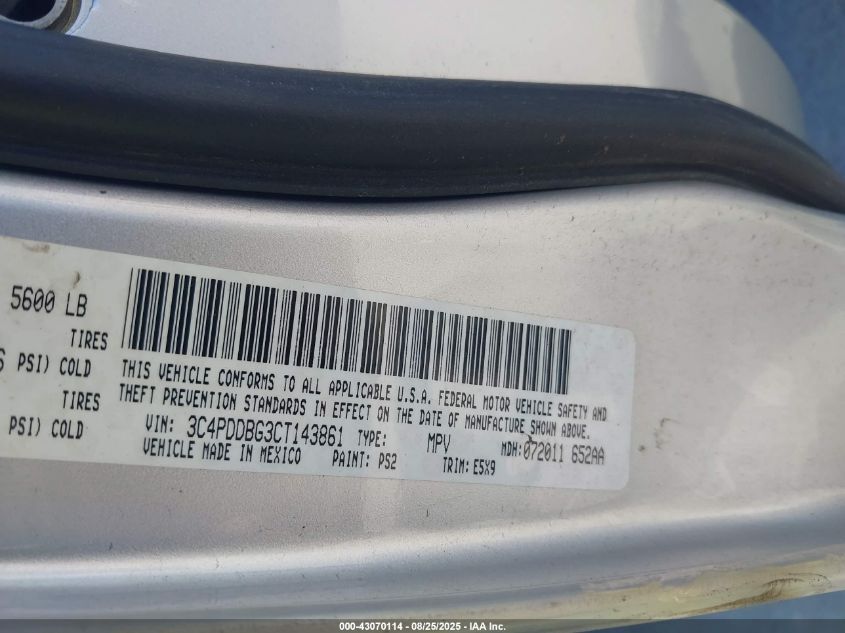 5600 LB
TIRES
PSI) COLD
TIRES
PSI) COLD
THIS VEHICLE CONFORMS TO ALL APPLICABLE U.S.A. FEDERAL MOTOR VEHICLE SAFETY AND
THEFT PREVENTION STANDARDS IN EFFECT ON THE DATE OF MANUFACTURE SHOWN ABOVE.
VIN: 3C4PDDBG3CT143861 TYPE: MPV MDH:072011 652AA
VEHICLE MADE IN MEXICO PAINT: PS2 TRIM: E5X9
000-43070114 - 08/25/2025 - IAA Inc.